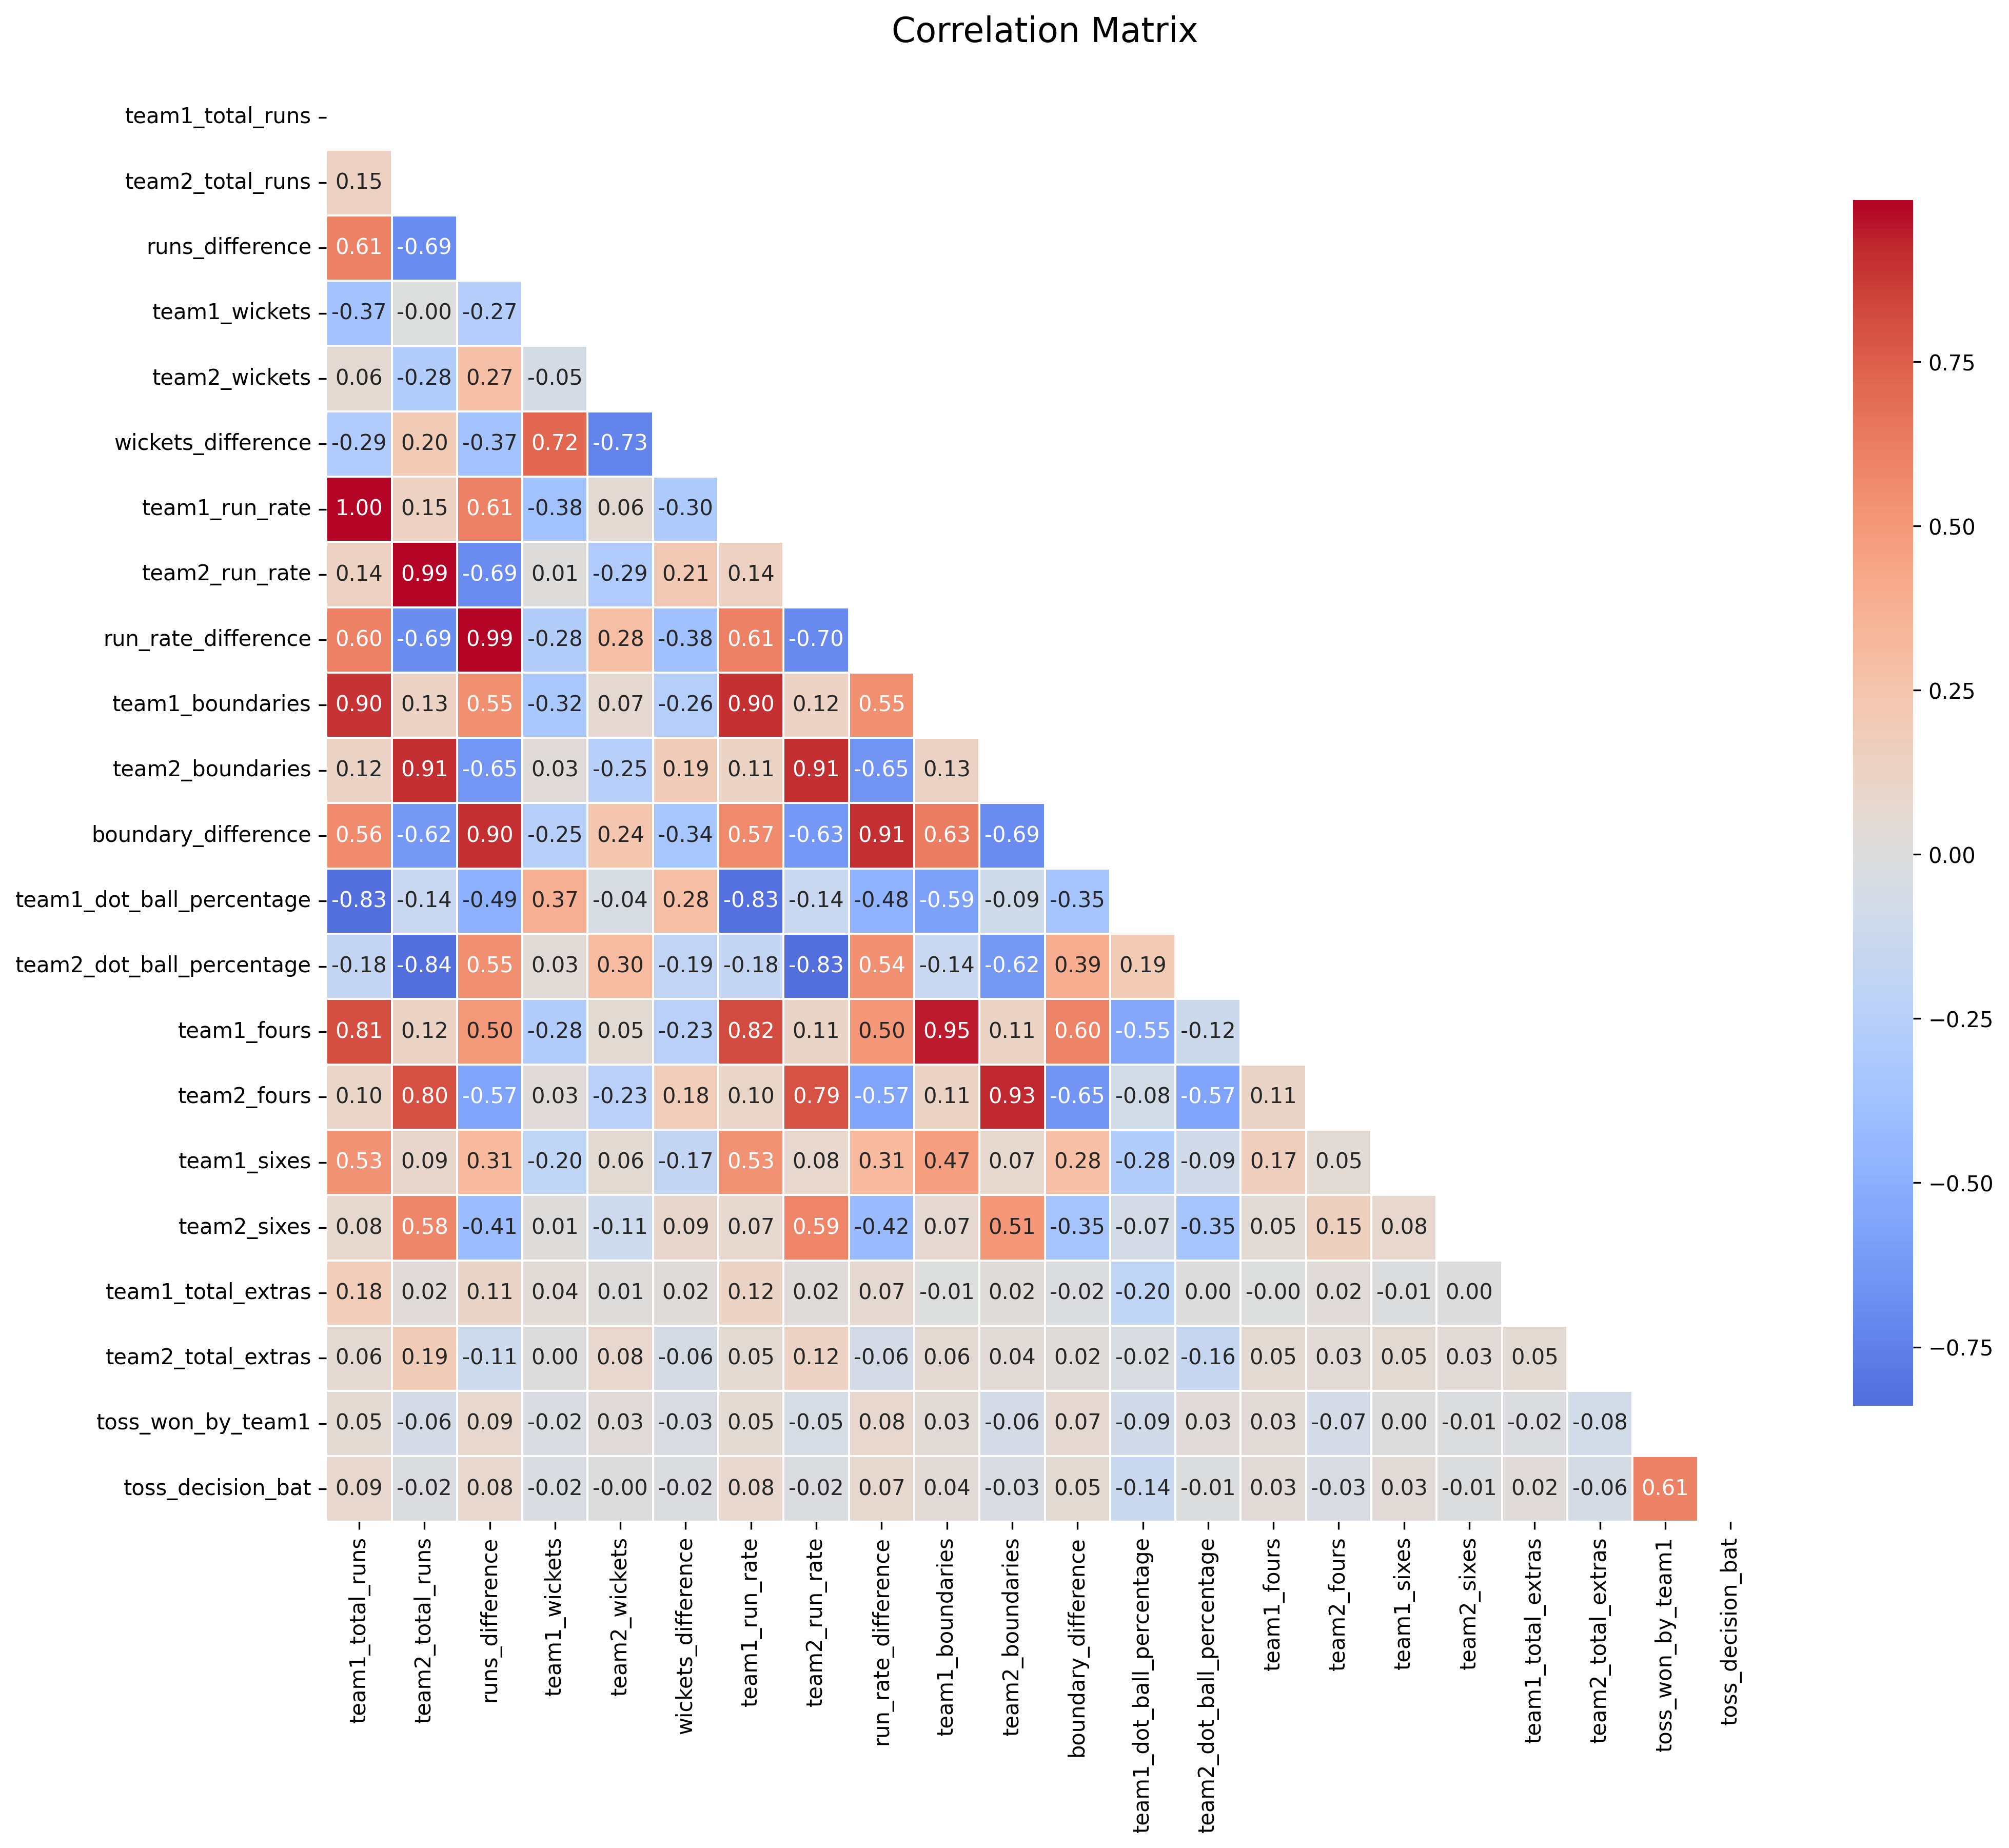 Correlation Matrix
team1_total_runs
team2_total_runs 0.15
runs_difference 0.61 -0.69
team1_wickets -0.37 -0.00 -0.27
team2_wickets 0.06 -0.28 0.27 -0.05
wickets_difference -0.29 0.20 -0.37 0.72 -0.73
team1_run_rate 1.00 0.15 0.61 -0.38 0.06 -0.30
team2_run_rate 0.14 0.99 -0.69 0.01 -0.29 0.21 0.14
run_rate_difference 0.60 -0.69 0.99 -0.28 0.28 -0.38 0.61 -0.70
team1_boundaries 0.90 0.13 0.55 -0.32 0.07 -0.26 0.90 0.12 0.55
team2_boundaries 0.12 0.91 -0.65 0.03 -0.25 0.19 0.11 0.91 -0.65 0.13
boundary_difference 0.56 -0.62 0.90 -0.25 0.24 -0.34 0.57 -0.63 0.91 0.63 -0.69
team1_dot_ball_percentage -0.83 -0.14 -0.49 0.37 -0.04 0.28 -0.83 -0.14 -0.48 -0.59 -0.09 -0.35
team2_dot_ball_percentage -0.18 -0.84 0.55 0.03 0.30 -0.19 -0.18 -0.83 0.54 -0.14 -0.62 0.39 0.19
team1_fours 0.81 0.12 0.50 -0.28 0.05 -0.23 0.82 0.11 0.50 0.95 0.11 0.60 -0.55 -0.12
team2_fours 0.10 0.80 -0.57 0.03 -0.23 0.18 0.10 0.79 -0.57 0.11 0.93 -0.65 -0.08 -0.57 0.11
team1_sixes 0.53 0.09 0.31 -0.20 0.06 -0.17 0.53 0.08 0.31 0.47 0.07 0.28 -0.28 -0.09 0.17 0.05
team2_sixes 0.08 0.58 -0.41 0.01 -0.11 0.09 0.07 0.59 -0.42 0.07 0.51 -0.35 -0.07 -0.35 0.05 0.15 0.08
team1_total_extras 0.18 0.02 0.11 0.04 0.01 0.02 0.12 0.02 0.07 -0.01 0.02 -0.02 -0.20 0.00 -0.00 0.02 -0.01 0.00
team2_total_extras 0.06 0.19 -0.11 0.00 0.08 -0.06 0.05 0.12 -0.06 0.06 0.04 0.02 -0.02 -0.16 0.05 0.03 0.05 0.03 0.05
toss_won_by_team1 0.05 -0.06 0.09 -0.02 0.03 -0.03 0.05 -0.05 0.08 0.03 -0.06 0.07 -0.09 0.03 0.03 -0.07 0.00 -0.01 -0.02 -0.08
toss_decision_bat 0.09 -0.02 0.08 -0.02 -0.00 -0.02 0.08 -0.02 0.07 0.04 -0.03 0.05 -0.14 -0.01 0.03 -0.03 0.03 -0.01 0.02 -0.06 0.61
team1_total_runs
team2_total_runs
runs_difference
team1_wickets
team2_wickets
wickets_difference
team1_run_rate
team2_run_rate
run_rate_difference
team1_boundaries
team2_boundaries
boundary_difference
team1_dot_ball_percentage
team2_dot_ball_percentage
team1_fours
team2_fours
team1_sixes
team2_sixes
team1_total_extras
team2_total_extras
toss_won_by_team1
toss_decision_bat
0.75
0.50
0.25
0.00
−0.25
−0.50
−0.75